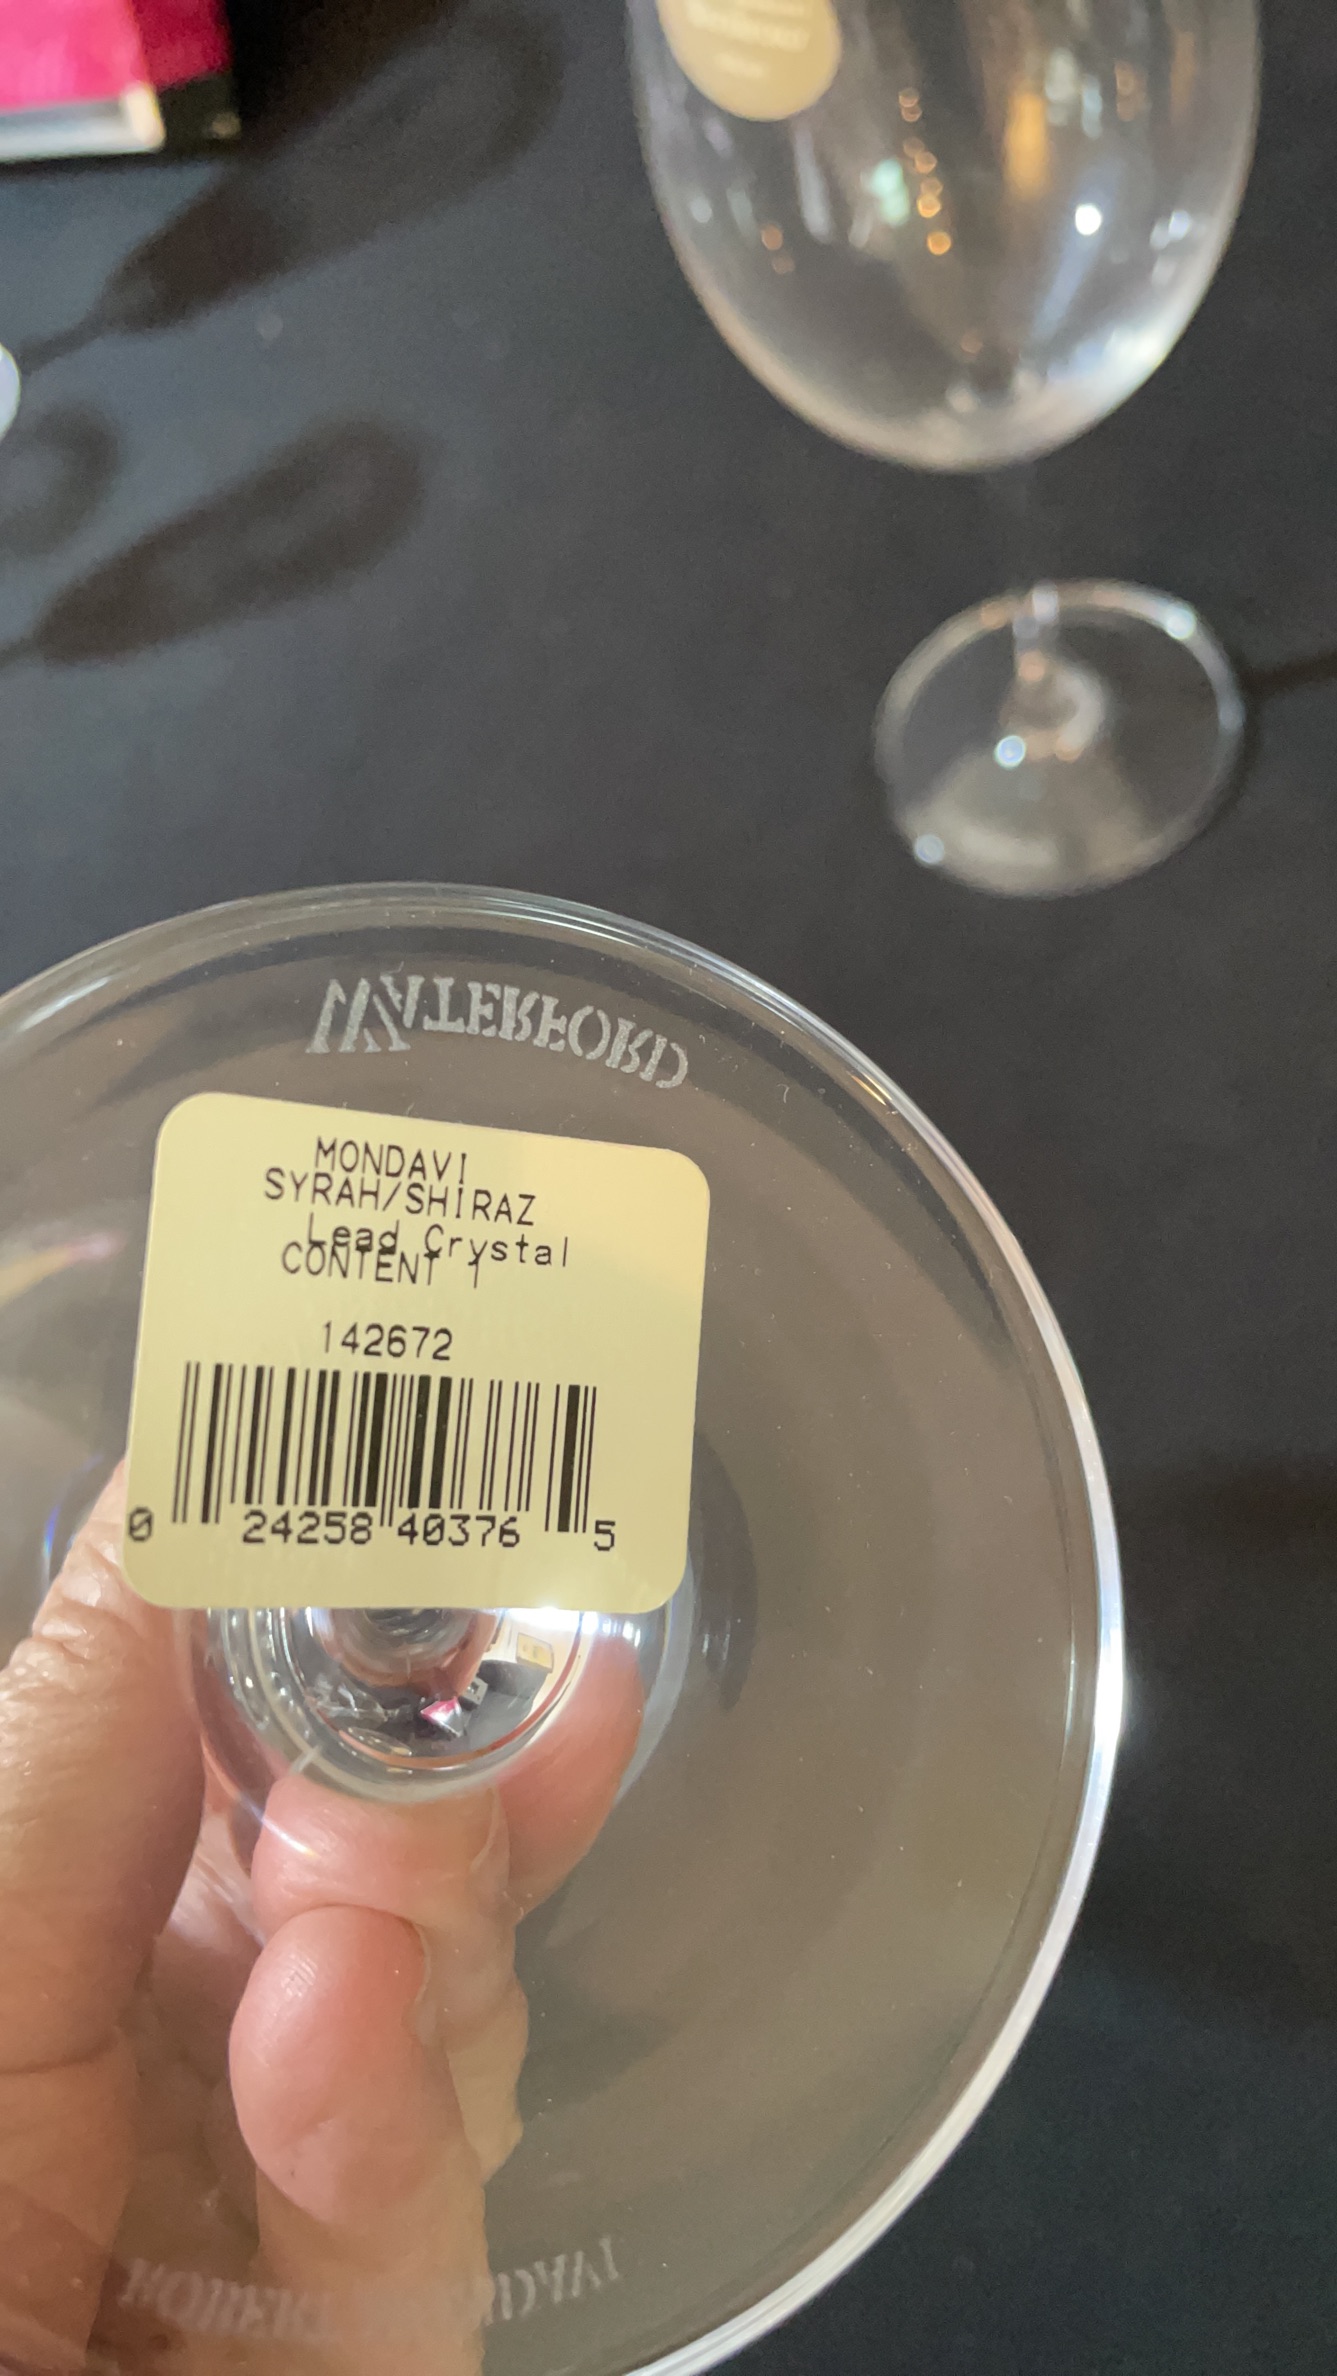 WATERFORD
MONDAVI
SYRAH/SHIRAZ
Lead Crystal
CONTENT 1
142672
0 24258 40376 5
ROBERT MONDAVI